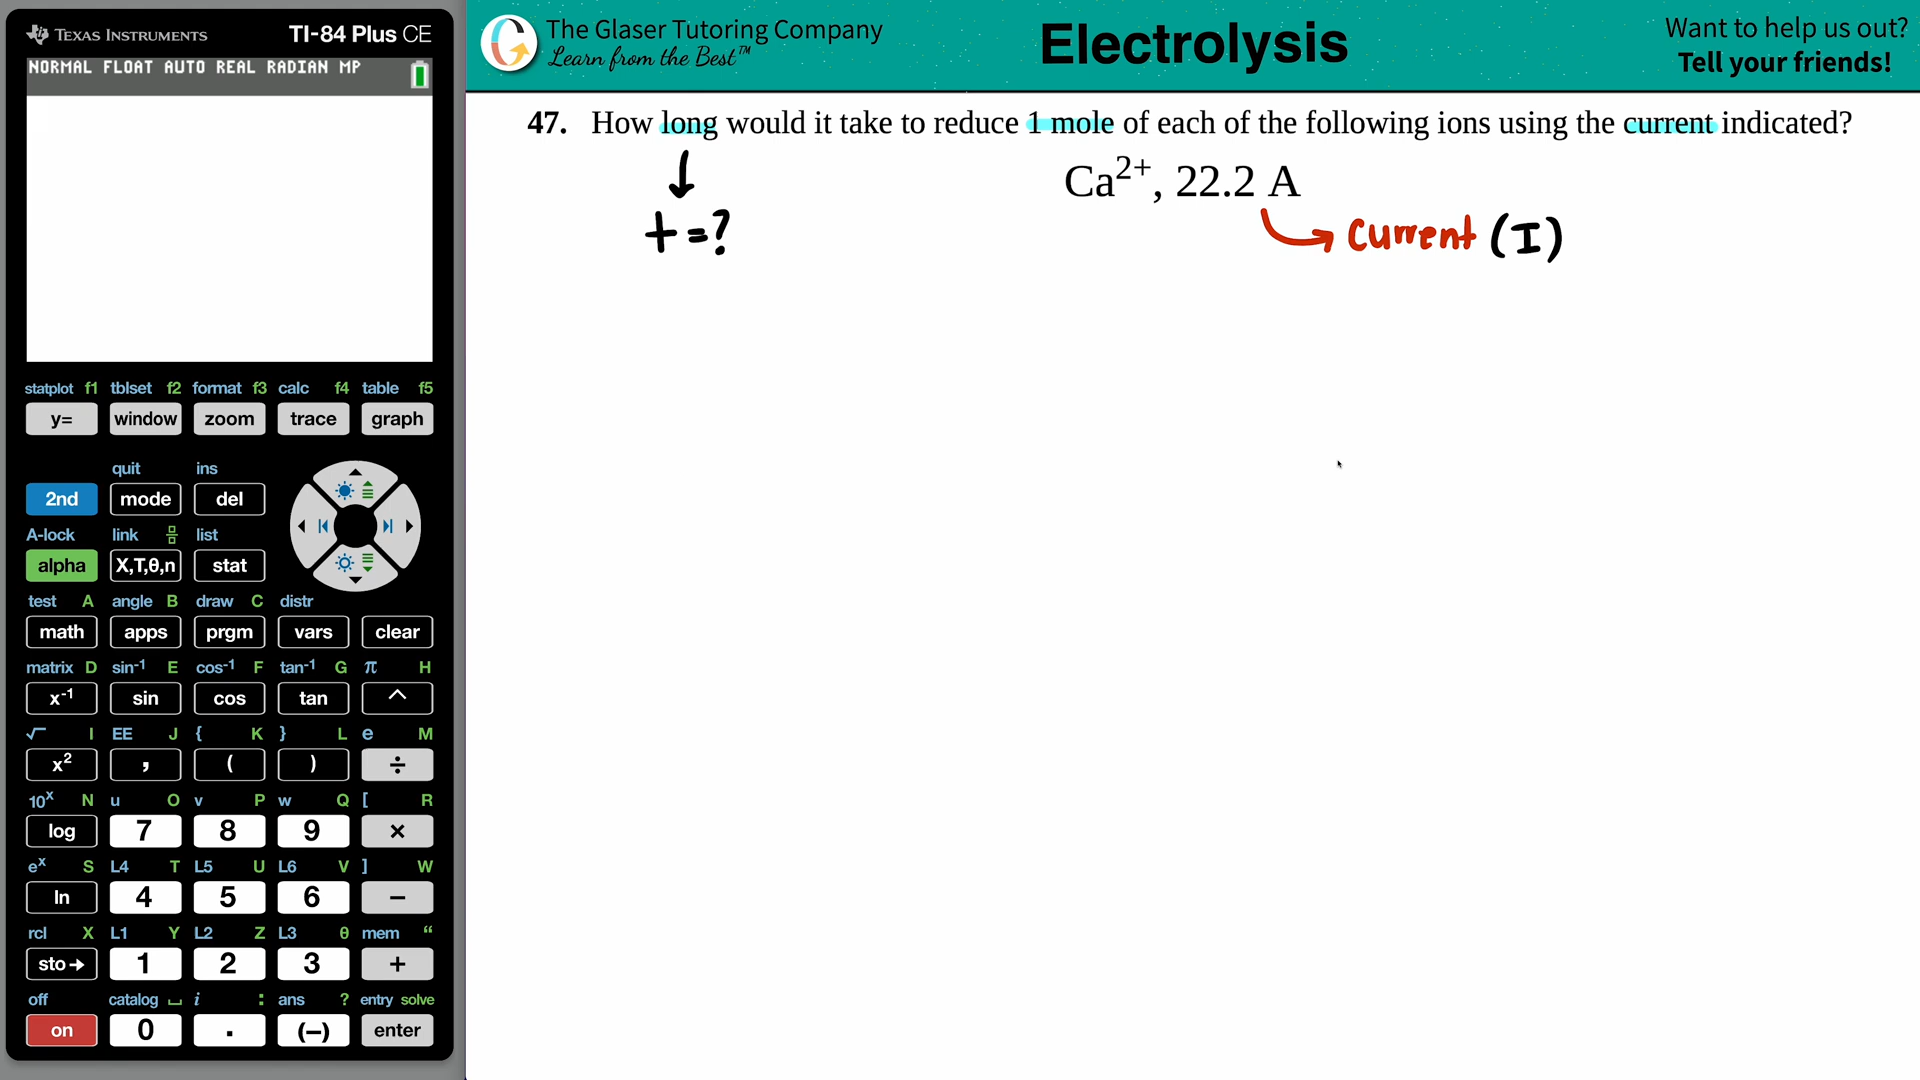 TEXAS INSTRUMENTS TI-84 Plus CE
NORMAL FLOAT AUTO REAL RADIAN MP
statplot f1 tblset f2 format f3 calc f4 table f5
y= window zoom trace graph
quit ins
2nd mode del
A-lock link list
alpha X,T,θ,n stat
test A angle B draw C distr
math apps prgm vars clear
matrix D sin⁻¹ E cos⁻¹ F tan⁻¹ G π H
x⁻¹ sin cos tan ^
√ I EE J { K } L e M
x² , ( ) ÷
10ˣ N u O v P w Q [ R
log 7 8 9 ×
eˣ S L4 T L5 U L6 V ] W
ln 4 5 6 −
rcl X L1 Y L2 Z L3 θ mem “
sto→ 1 2 3 +
off catalog ⎵ i : ans ? entry solve
on 0 . (−) enter
The Glaser Tutoring Company
Learn from the Best™
Electrolysis
Want to help us out?
Tell your friends!
47. How long would it take to reduce 1 mole of each of the following ions using the current indicated?
Ca²⁺, 22.2 A
t=?
Current (I)